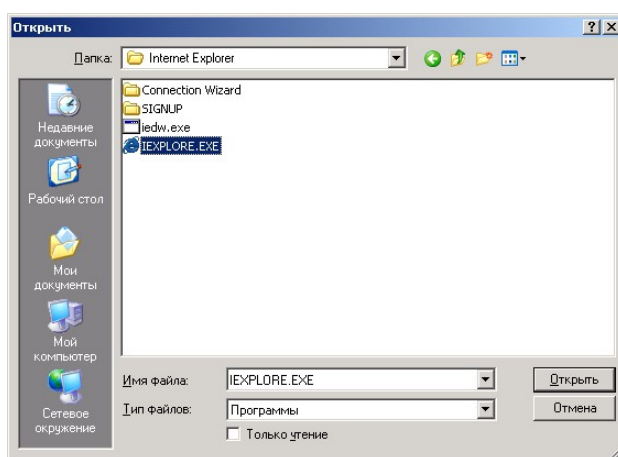 Открыть
Папка: Internet Explorer
Connection Wizard
SIGNUP
iedw.exe
IEXPLORE.EXE
Недавние
документы
Рабочий стол
Мои
документы
Мой
компьютер
Сетевое
окружение
Имя файла: IEXPLORE.EXE Открыть
Тип файлов: Программы Отмена
Только чтение